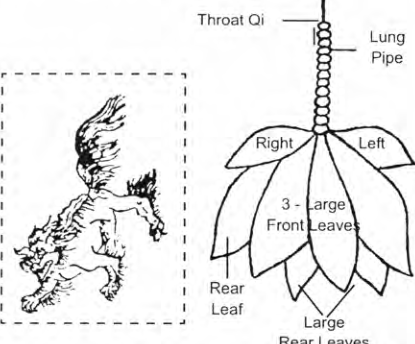 Throat Qi
Lung
Pipe
Right
Left
3 - Large
Front Leaves
Rear
Leaf
Large
Rear Leaves